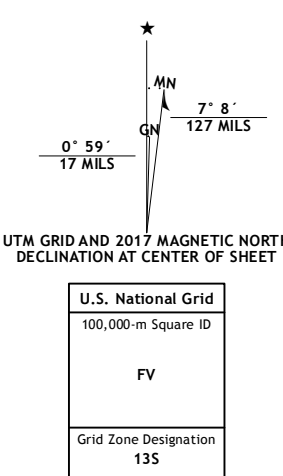 ★
MN
7° 8´
127 MILS
GN
0° 59´
17 MILS
UTM GRID AND 2017 MAGNETIC NORTH
DECLINATION AT CENTER OF SHEET
U.S. National Grid
100,000-m Square ID
FV
Grid Zone Designation
13S